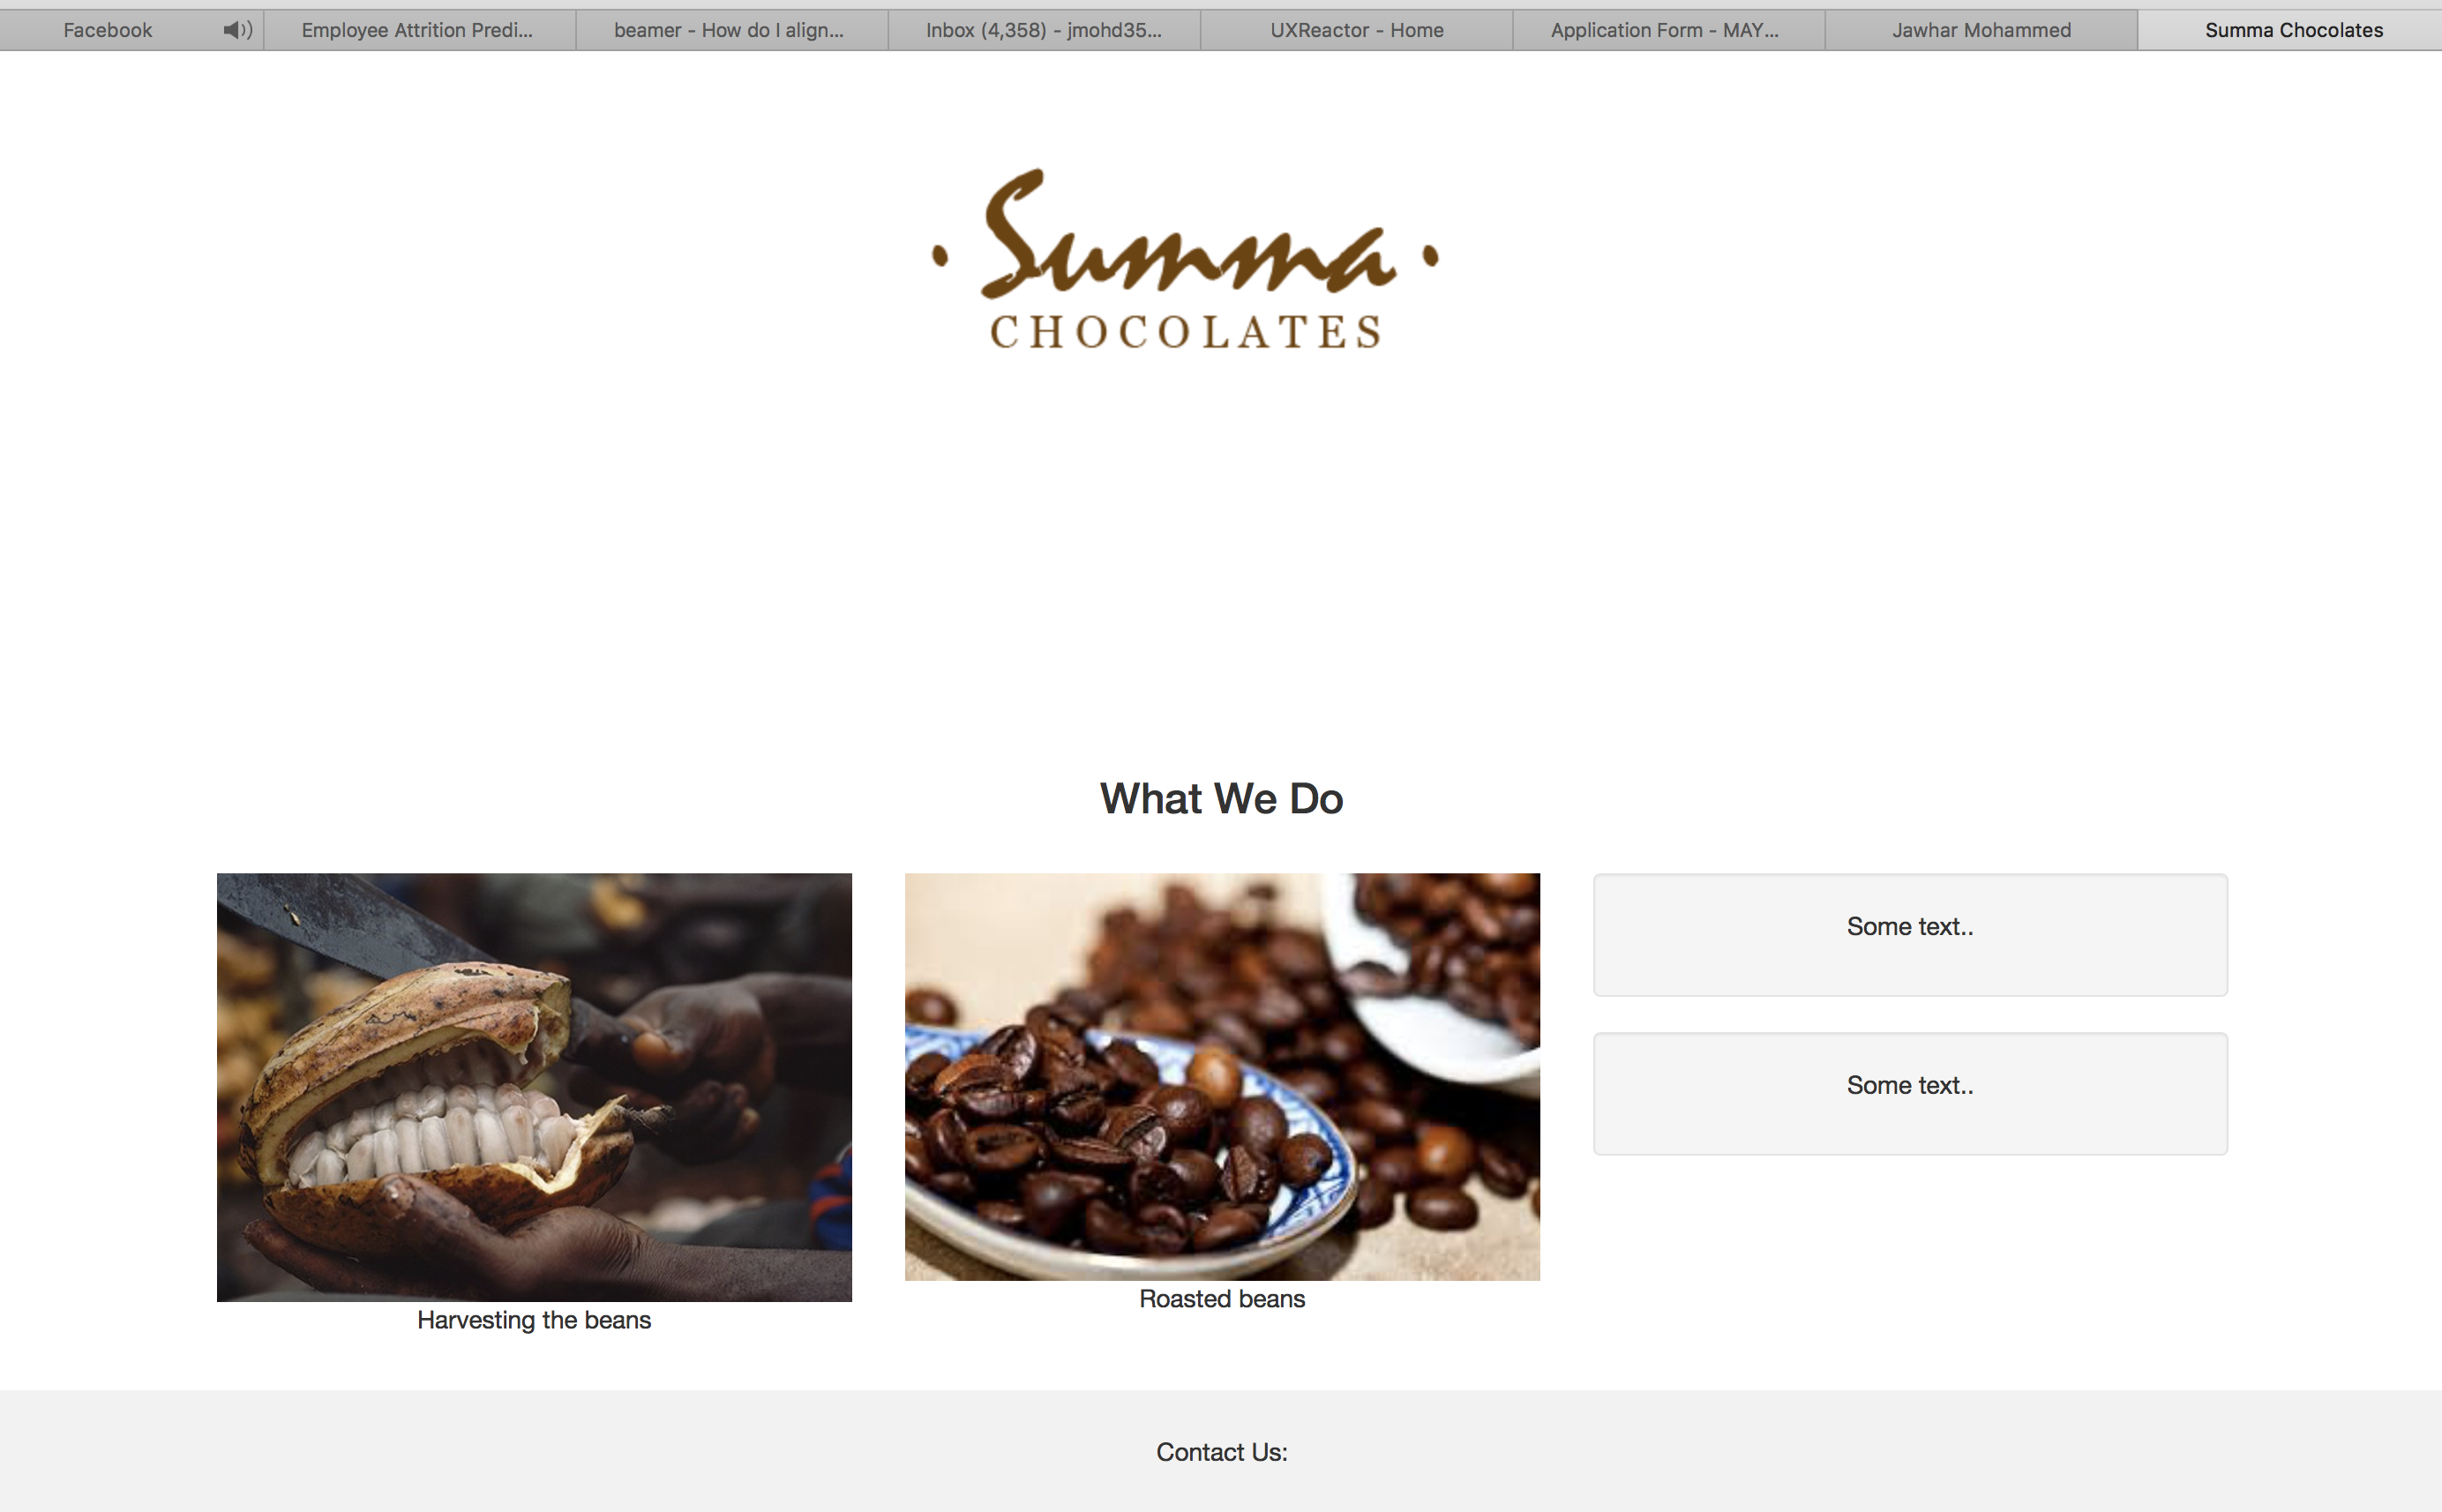 Facebook
Employee Attrition Predi...
beamer - How do I align...
Inbox (4,358) - jmohd35...
UXReactor - Home
Application Form - MAY...
Jawhar Mohammed
Summa Chocolates
· Summa ·
CHOCOLATES
What We Do
Some text..
Some text..
Harvesting the beans
Roasted beans
Contact Us: